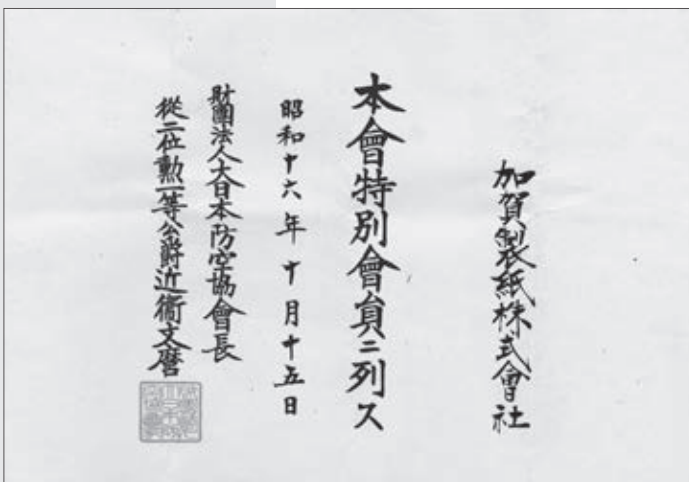 加賀製紙株式會社
本會特別會員ニ列ス
昭和十六年十月十五日
財團法人大日本防空協會長
從二位勲一等公爵近衞文麿